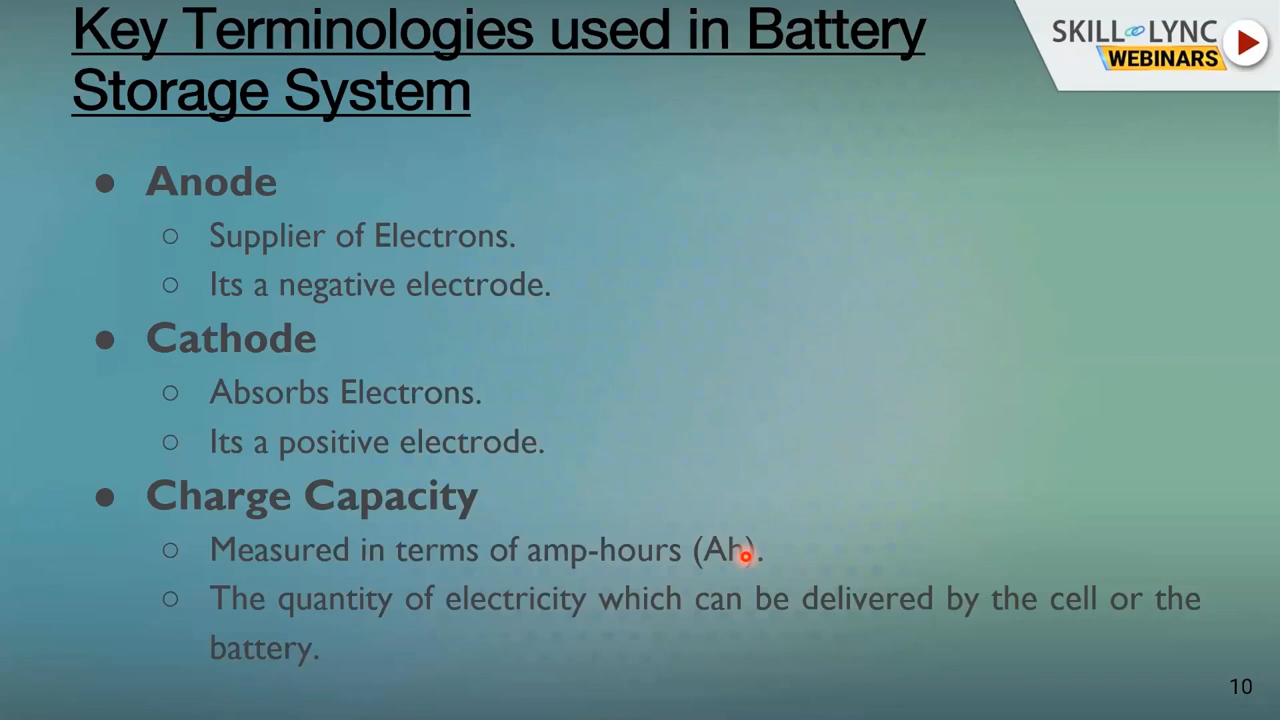 Key Terminologies used in Battery
Storage System
SKILL LYNC
WEBINARS
● Anode
○ Supplier of Electrons.
○ Its a negative electrode.
● Cathode
○ Absorbs Electrons.
○ Its a positive electrode.
● Charge Capacity
○ Measured in terms of amp-hours (Ah).
○ The quantity of electricity which can be delivered by the cell or the
battery.
10